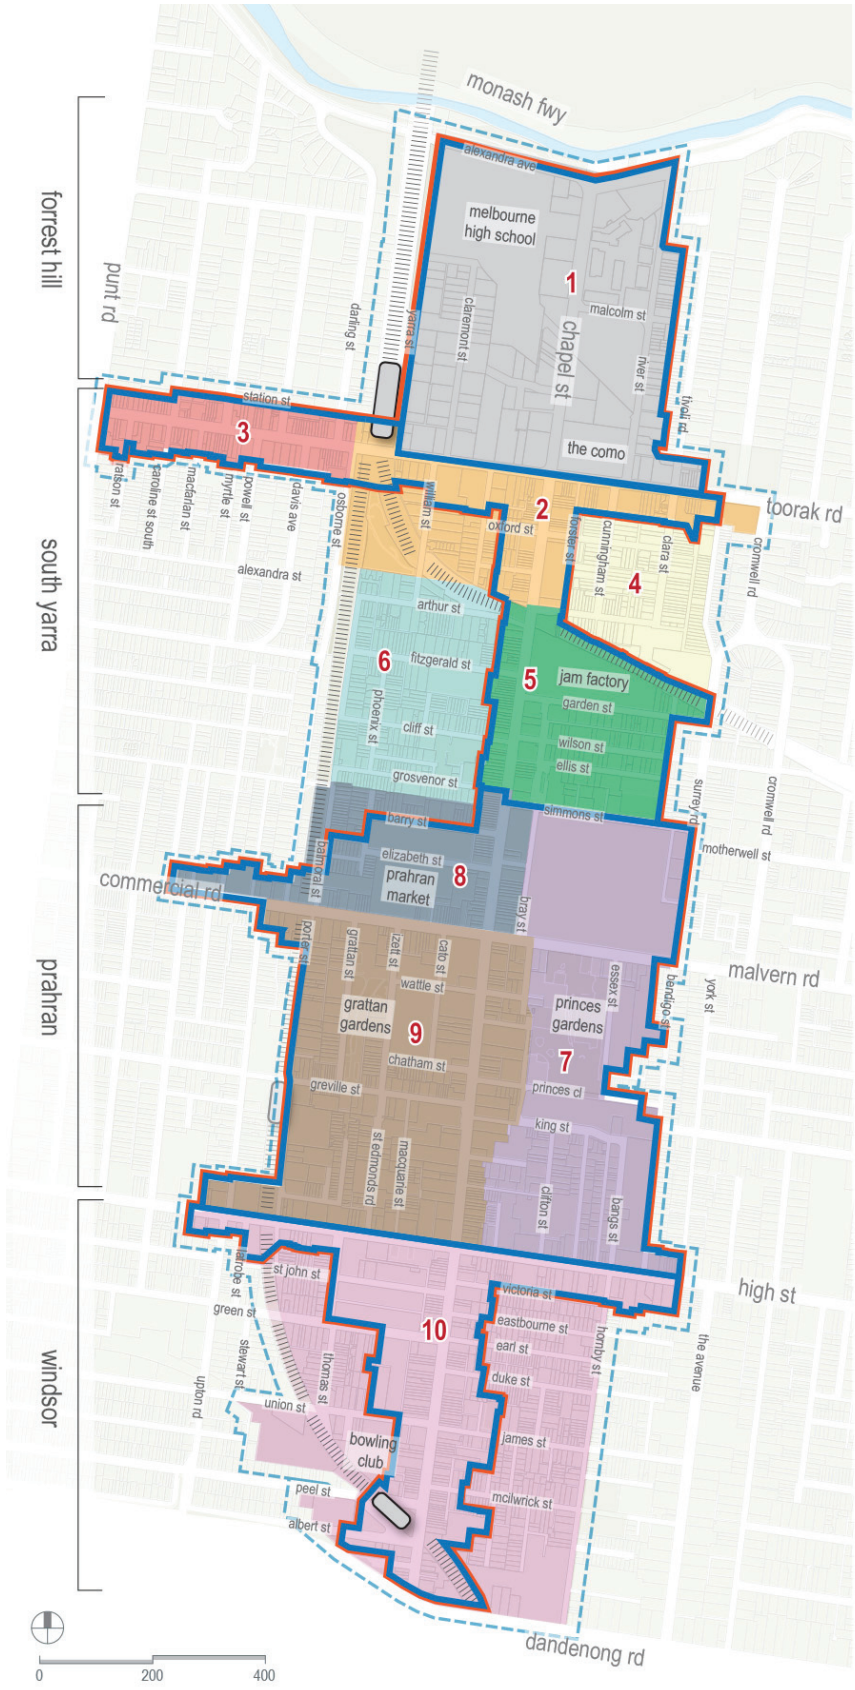 monash fwy
alexandra ave
melbourne
high school
forrest hill
punt rd
1
malcolm st
darling st
yarra st
claremont st
chapel st
river st
tivoli rd
station st
3
the como
2
toorak rd
william st
oxford st
forster st
cunningham st
clara st
cromwell rd
caroline st south
macfarlan st
myrtle st
powell st
davis ave
osborne st
south yarra
alexandra st
4
arthur st
6
fitzgerald st
5
jam factory
garden st
phoenix st
cliff st
wilson st
ellis st
grosvenor st
surrey rd
cromwell rd
simmons st
barry st
motherwell st
balmoral st
elizabeth st
prahran
market
8
commercial rd
bray st
porter st
grattan st
izett st
cato st
essex st
malvern rd
bendigo st
york st
prahran
wattle st
grattan
gardens
9
princes
gardens
7
chatham st
greville st
princes cl
king st
st edmonds rd
macquarie st
clifton st
bangs st
st john st
victoria st
high st
green st
10
eastbourne st
earl st
hornby st
the avenue
windsor
stewart st
thomas st
duke st
upton rd
union st
bowling
club
james st
peel st
mcilwrick st
albert st
dandenong rd
0
200
400